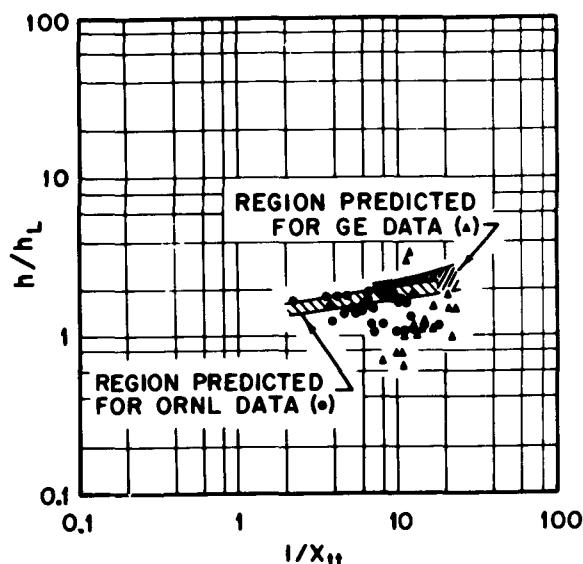 100
10
1
0.1
h/hL
REGION PREDICTED
FOR GE DATA (▲)
REGION PREDICTED
FOR ORNL DATA (●)
0.1
1
10
100
1/Xtt